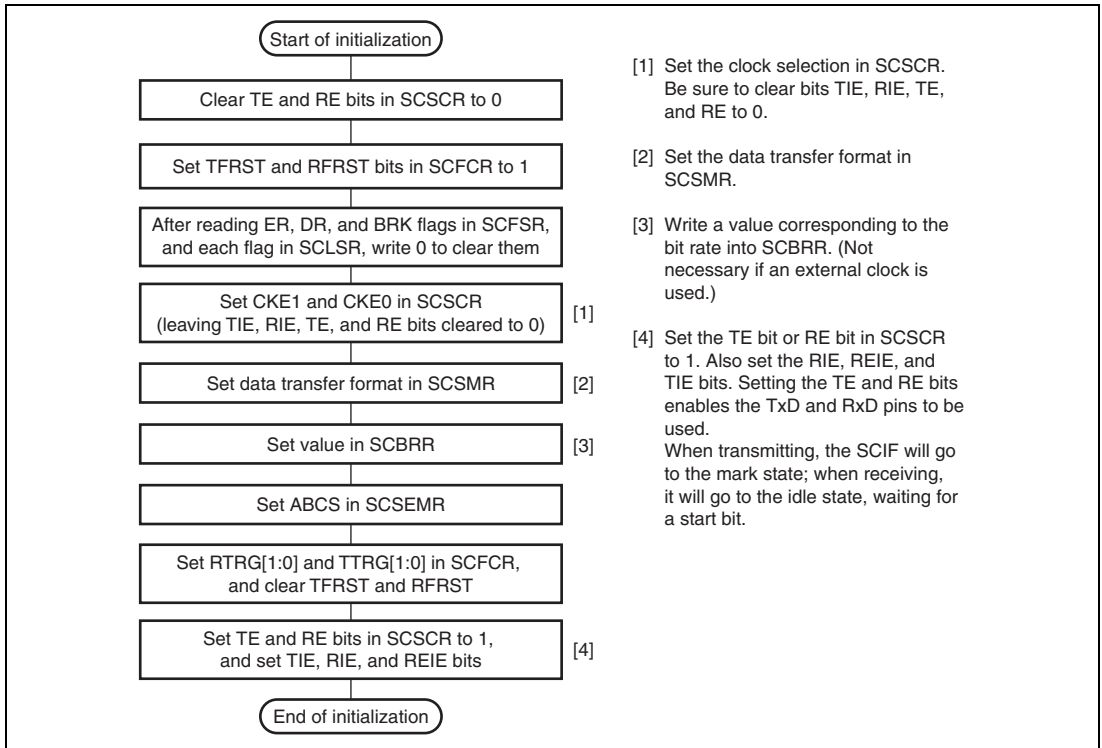 Start of initialization
Clear TE and RE bits in SCSCR to 0
Set TFRST and RFRST bits in SCFCR to 1
After reading ER, DR, and BRK flags in SCFSR,
and each flag in SCLSR, write 0 to clear them
Set CKE1 and CKE0 in SCSCR
(leaving TIE, RIE, TE, and RE bits cleared to 0)
[1]
Set data transfer format in SCSMR
[2]
Set value in SCBRR
[3]
Set ABCS in SCSEMR
Set RTRG[1:0] and TTRG[1:0] in SCFCR,
and clear TFRST and RFRST
Set TE and RE bits in SCSCR to 1,
and set TIE, RIE, and REIE bits
[4]
End of initialization
[1] Set the clock selection in SCSCR.
Be sure to clear bits TIE, RIE, TE,
and RE to 0.
[2] Set the data transfer format in
SCSMR.
[3] Write a value corresponding to the
bit rate into SCBRR. (Not
necessary if an external clock is
used.)
[4] Set the TE bit or RE bit in SCSCR
to 1. Also set the RIE, REIE, and
TIE bits. Setting the TE and RE bits
enables the TxD and RxD pins to be
used.
When transmitting, the SCIF will go
to the mark state; when receiving,
it will go to the idle state, waiting for
a start bit.